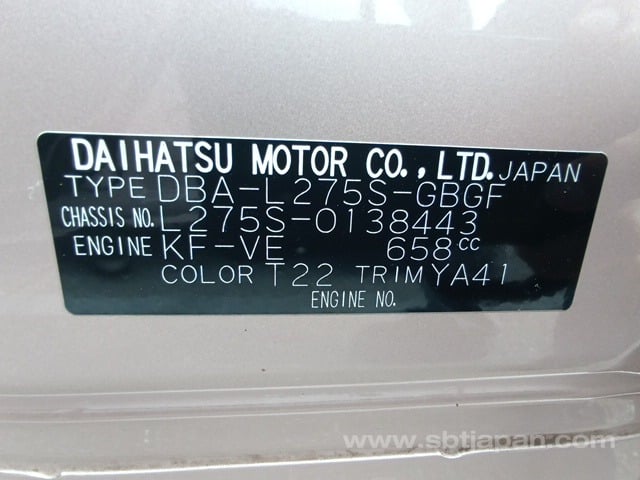 DAIHATSU MOTOR CO.,LTD. JAPAN
TYPE DBA-L275S-GBGF
CHASSIS NO. L275S-0138443
ENGINE KF-VE 658CC
COLOR T22 TRIM YA41
ENGINE NO.
www.sbtjapan.com